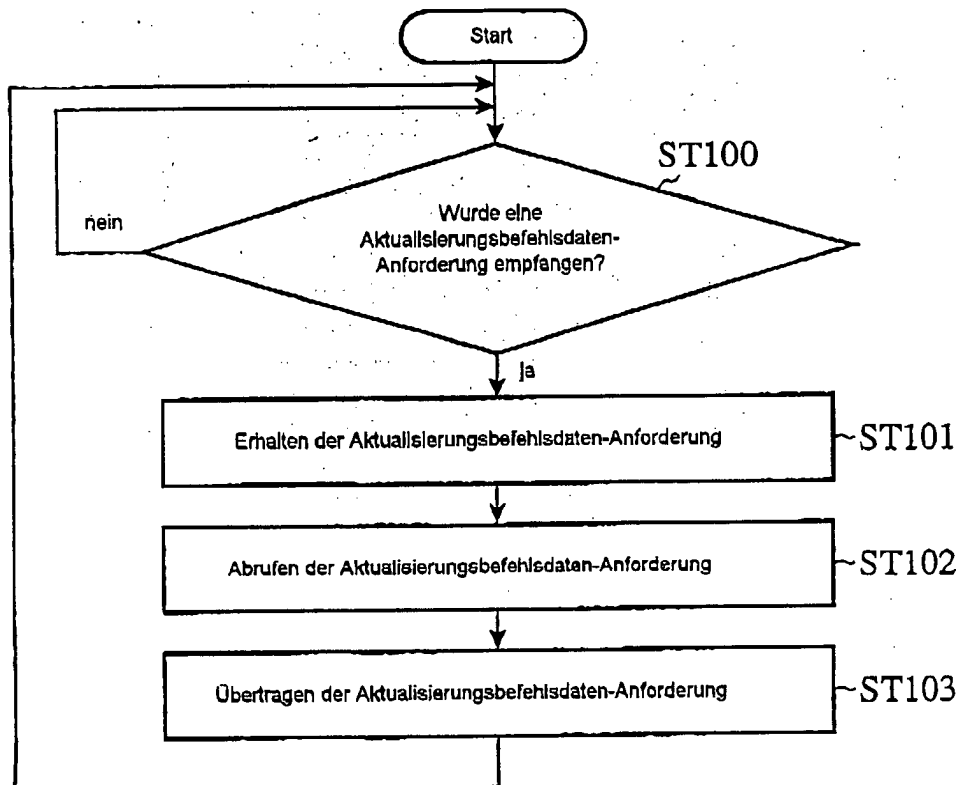 Start
ST100
nein
Wurde eine
Aktualisierungsbefehlsdaten-
Anforderung empfangen?
ja
Erhalten der Aktualisierungsbefehlsdaten-Anforderung
ST101
Abrufen der Aktualisierungsbefehlsdaten-Anforderung
ST102
Übertragen der Aktualisierungsbefehlsdaten-Anforderung
ST103